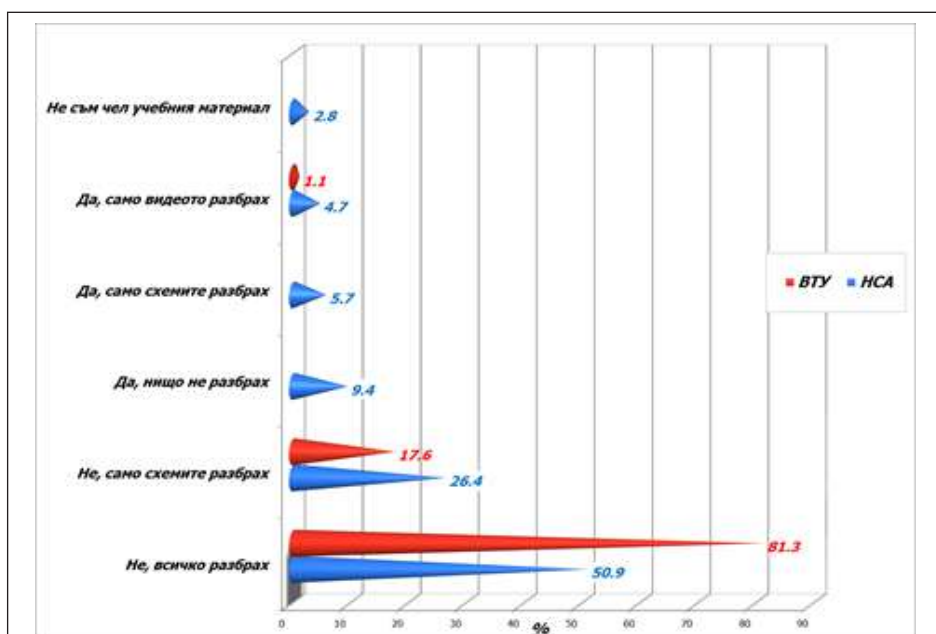 Не съм чел учебния материал
2.8
1.1
Да, само видеото разбрах
4.7
Да, само схемите разбрах
5.7
ВТУ НСА
Да, нищо не разбрах
9.4
17.6
Не, само схемите разбрах
26.4
81.3
Не, всичко разбрах
50.9
0 10 20 30 40 50 60 70 80 90
%